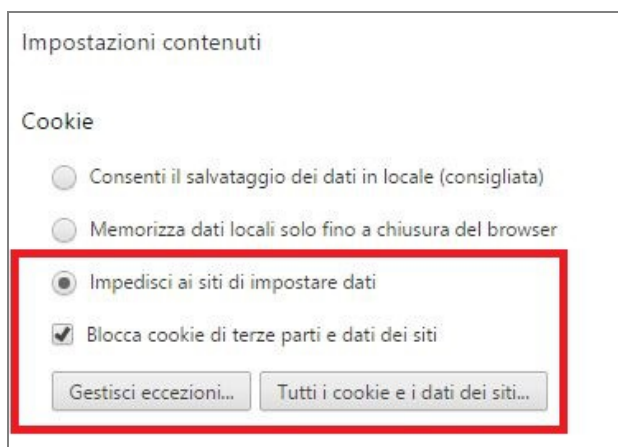 Impostazioni contenuti
Cookie
Consenti il salvataggio dei dati in locale (consigliata)
Memorizza dati locali solo fino a chiusura del browser
Impedisci ai siti di impostare dati
Blocca cookie di terze parti e dati dei siti
Gestisci eccezioni... Tutti i cookie e i dati dei siti...